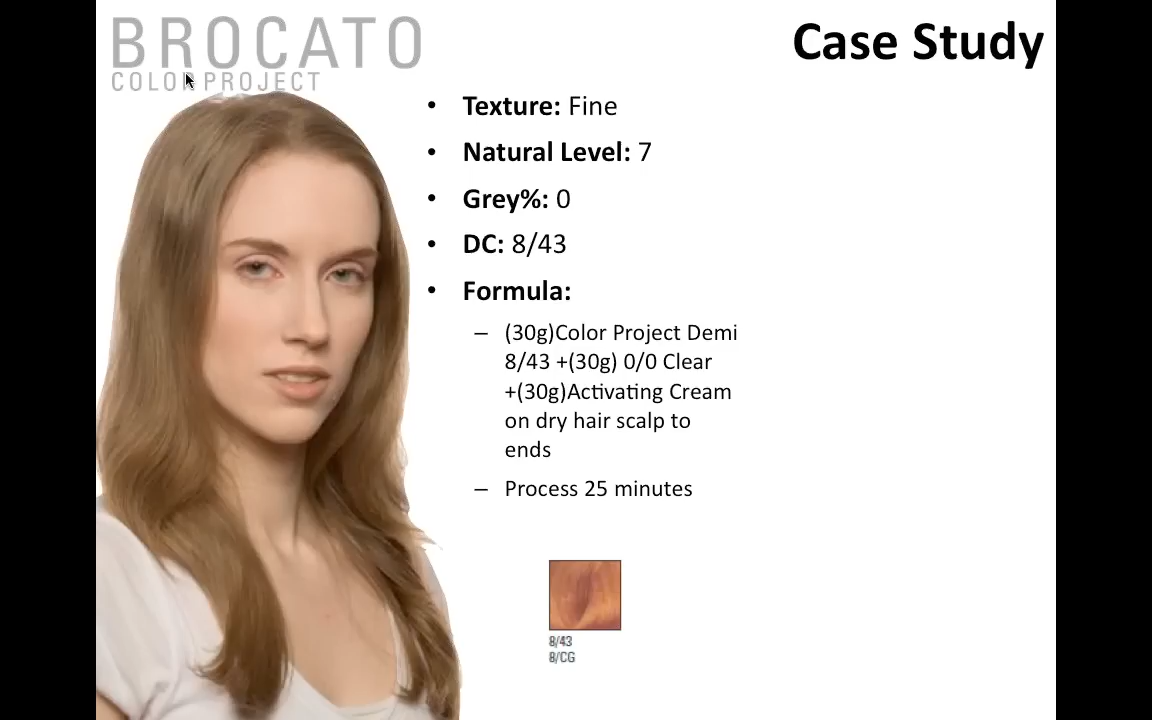 BROCATO
COLOR PROJECT
Case Study
• Texture: Fine
• Natural Level: 7
• Grey%: 0
• DC: 8/43
• Formula:
– (30g)Color Project Demi
8/43 +(30g) 0/0 Clear
+(30g)Activating Cream
on dry hair scalp to
ends
– Process 25 minutes
8/43
8/CG